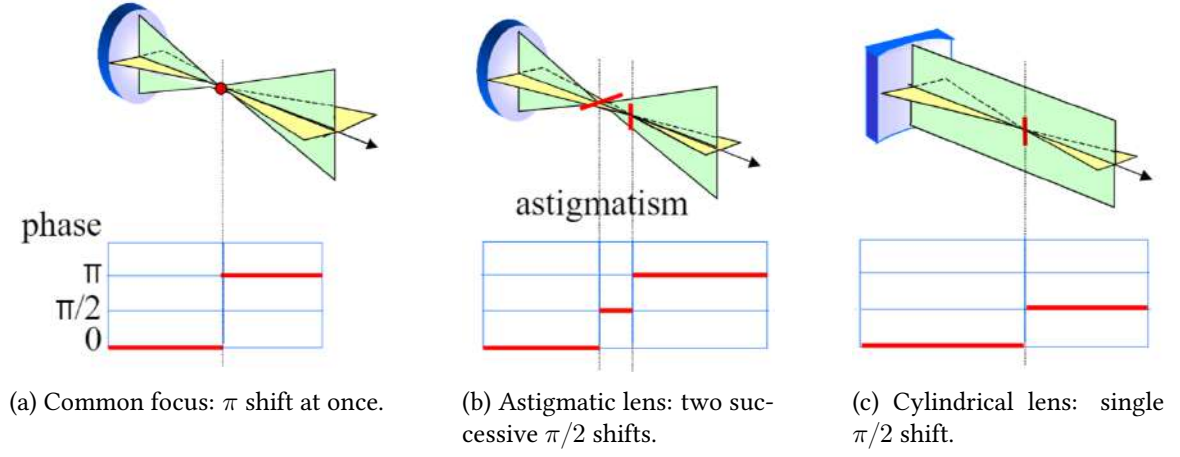 astigmatism
phase
π
π/2
0
(a) Common focus: π shift at once.
(b) Astigmatic lens: two suc-
cessive π/2 shifts.
(c) Cylindrical lens: single
π/2 shift.